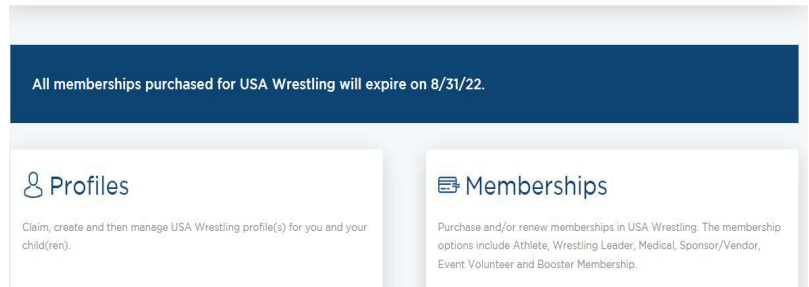 All memberships purchased for USA Wrestling will expire on 8/31/22.
Profiles
Claim, create and then manage USA Wrestling profile(s) for you and your
child(ren).
Memberships
Purchase and/or renew memberships in USA Wrestling. The membership
options include Athlete, Wrestling Leader, Medical, Sponsor/Vendor,
Event Volunteer and Booster Membership.